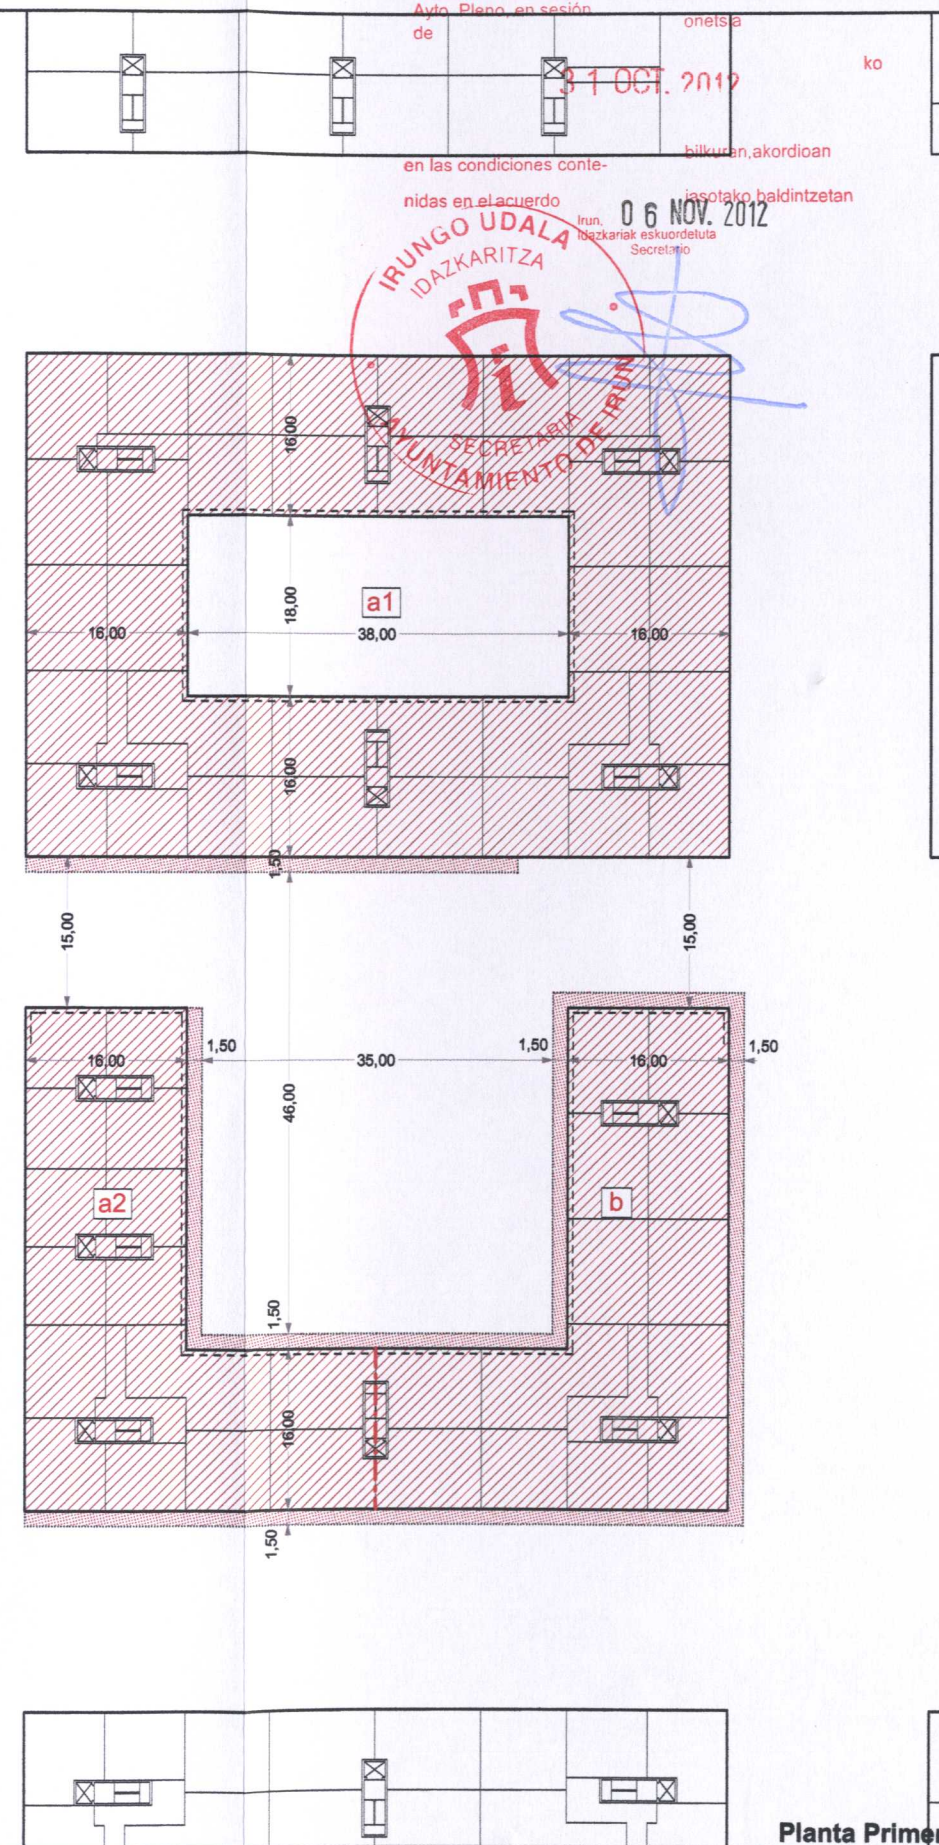 Ayto. Pleno, en sesión
de
onetsia
ko
31 OCT. 2012
en las condiciones conte-
bilkuran, akordioan
nidas en el acuerdo
jasotako baldintzetan
Irun, 06 NOV. 2012
Idazkariak eskuordetuta
Secretario
IRUNGO UDALA
IDAZKARITZA
SECRETARIA
AYUNTAMIENTO DE IRUN
16,00
18,00
a1
16,00
38,00
16,00
16,00
1,50
15,00
15,00
1,50
1,50
1,50
16,00
35,00
16,00
46,00
a2
b
1,50
16,00
1,50
Planta Primer